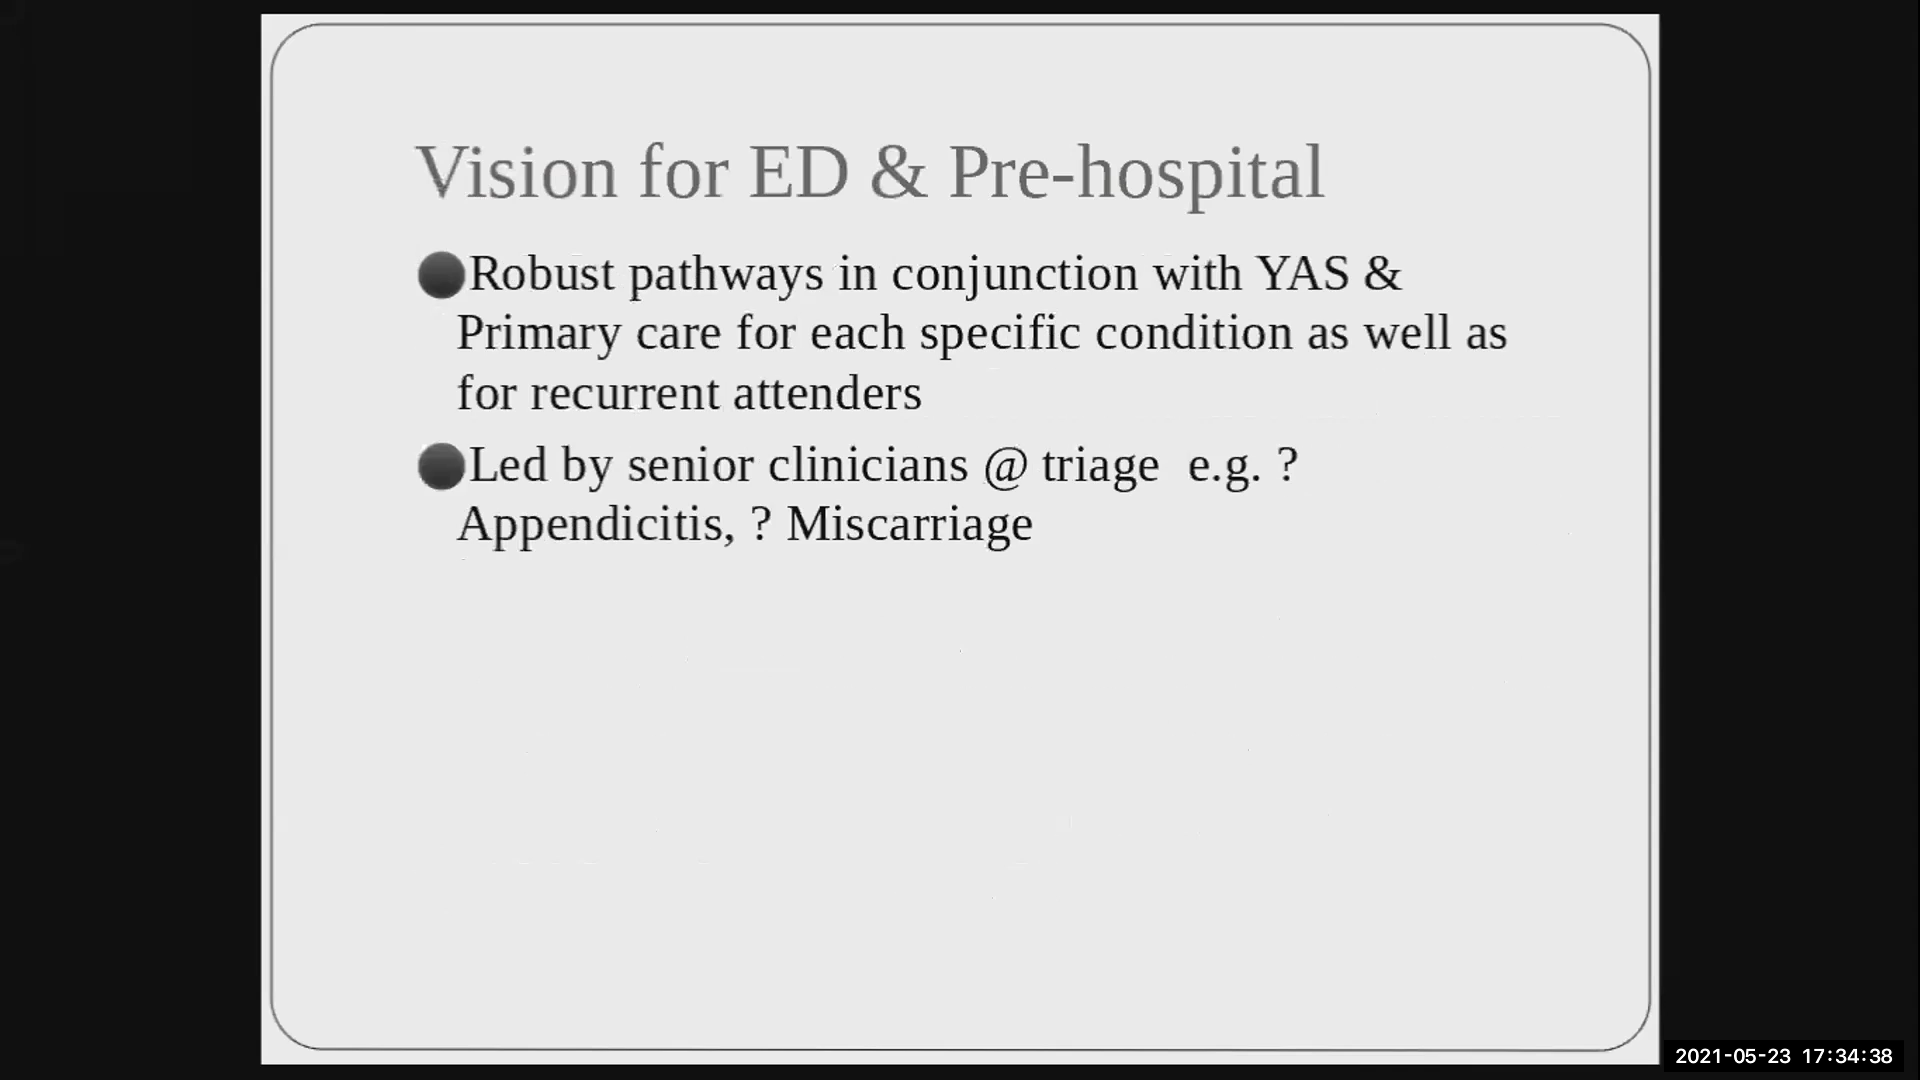 Vision for ED & Pre-hospital
Robust pathways in conjunction with YAS &
Primary care for each specific condition as well as
for recurrent attenders
Led by senior clinicians @ triage  e.g. ?
Appendicitis, ? Miscarriage
2021-05-23 17:34:38